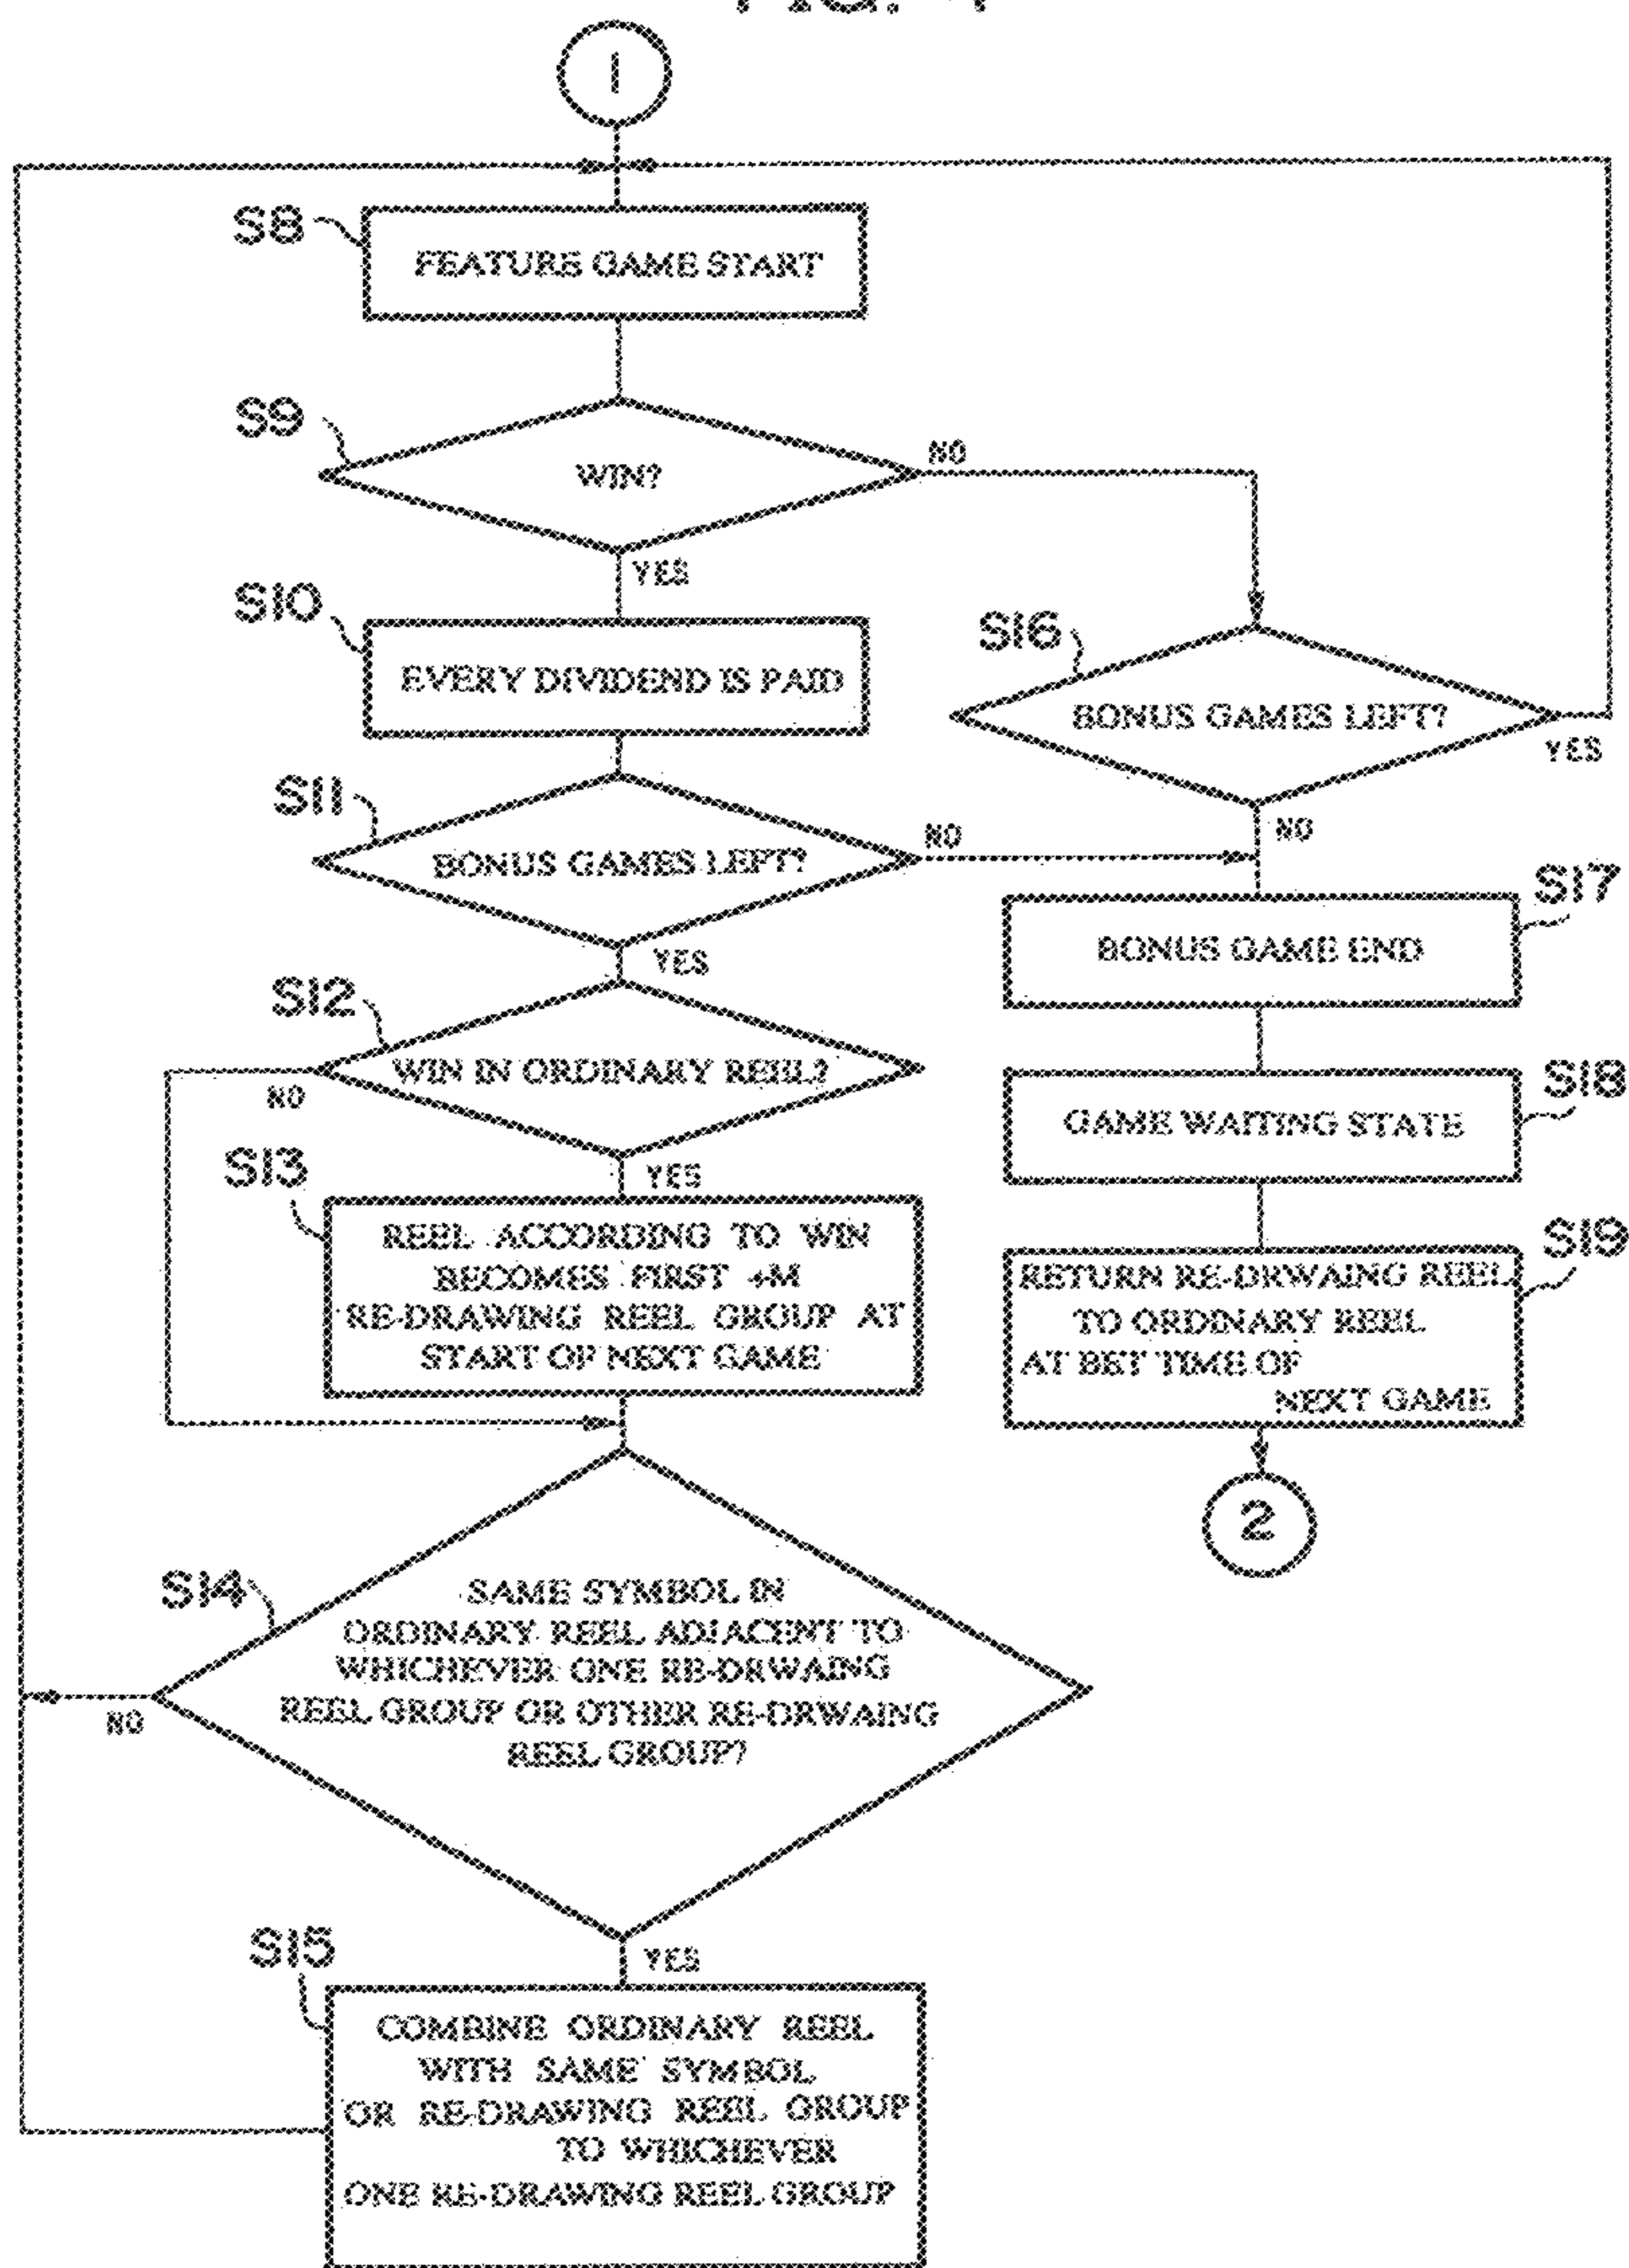 FIG. 4
1
S8
FEATURE GAME START
S9
WIN?
NO
YES
S10
EVERY DIVIDEND IS PAID
S16
BONUS GAMES LEFT?
YES
NO
S11
BONUS GAMES LEFT?
NO
YES
S17
BONUS GAME END
S12
WIN IN ORDINARY REEL?
NO
YES
S18
GAME WAITING STATE
S13
REEL ACCORDING TO WIN
BECOMES FIRST +M
RE-DRAWING REEL GROUP AT
START OF NEXT GAME
S19
RETURN RE-DRWAING REEL
TO ORDINARY REEL
AT BET TIME OF
NEXT GAME
2
S14
SAME SYMBOL IN
ORDINARY REEL ADJACENT TO
WHICHEVER ONE RE-DRWAING
REEL GROUP OR OTHER RE-DRWAING
REEL GROUP?
NO
YES
S15
COMBINE ORDINARY REEL
WITH SAME SYMBOL
OR RE-DRAWING REEL GROUP
TO WHICHEVER
ONE RE-DRAWING REEL GROUP